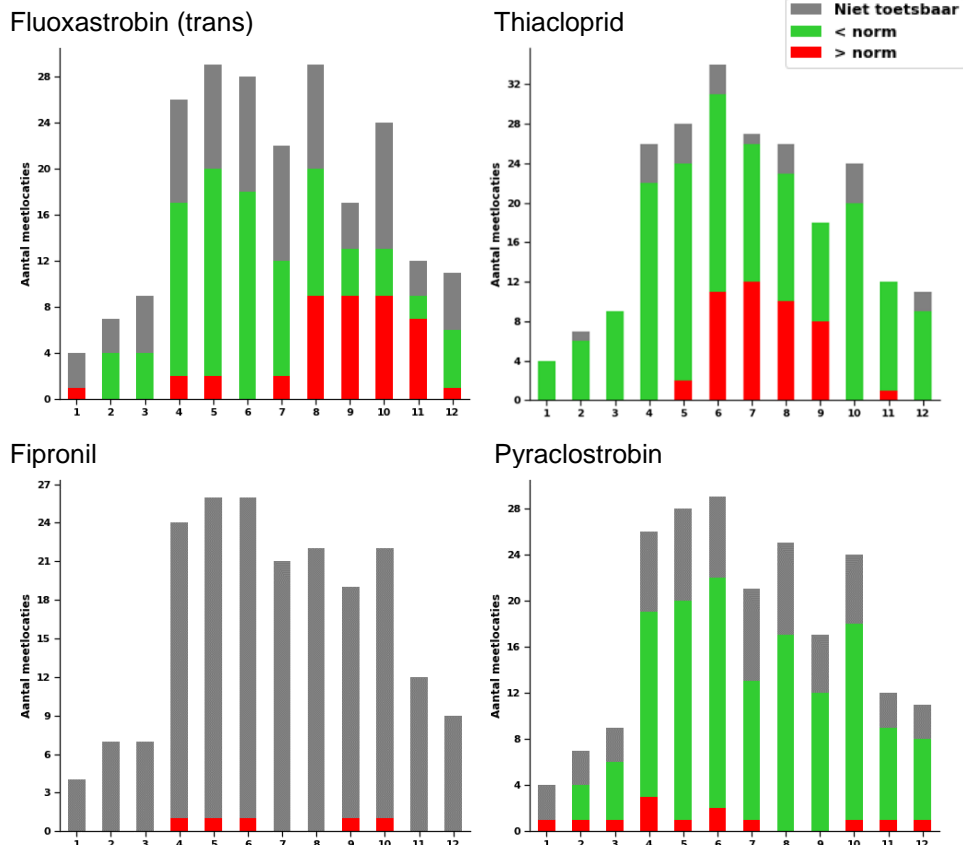 Fluoxastrobin (trans)
Thiacloprid
Niet toetsbaar
< norm
> norm
Aantal meetlocaties
28
24
20
16
12
8
4
0
1 2 3 4 5 6 7 8 9 10 11 12
Aantal meetlocaties
32
28
24
20
16
12
8
4
0
1 2 3 4 5 6 7 8 9 10 11 12
Fipronil
Pyraclostrobin
Aantal meetlocaties
27
24
21
18
15
12
9
6
3
0
1 2 3 4 5 6 7 8 9 10 11 12
Aantal meetlocaties
28
24
20
16
12
8
4
0
1 2 3 4 5 6 7 8 9 10 11 12